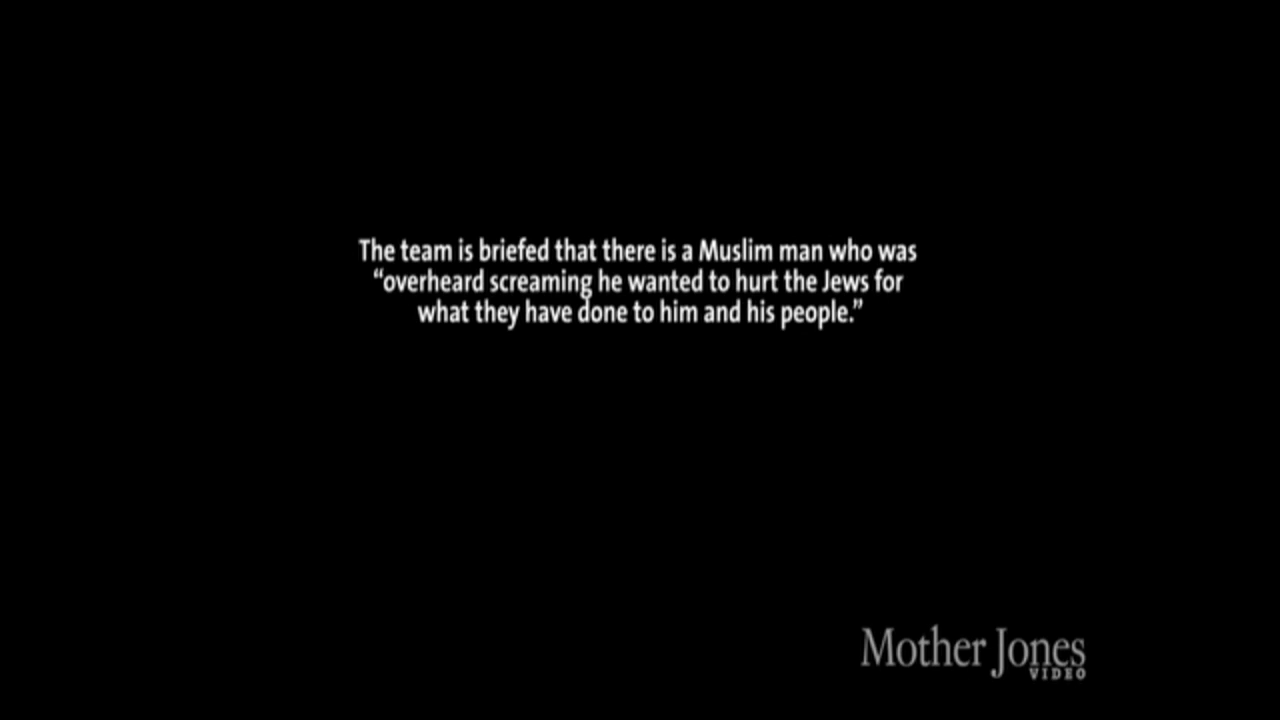 The team is briefed that there is a Muslim man who was
“overheard screaming he wanted to hurt the Jews for
what they have done to him and his people.”
Mother Jones
VIDEO